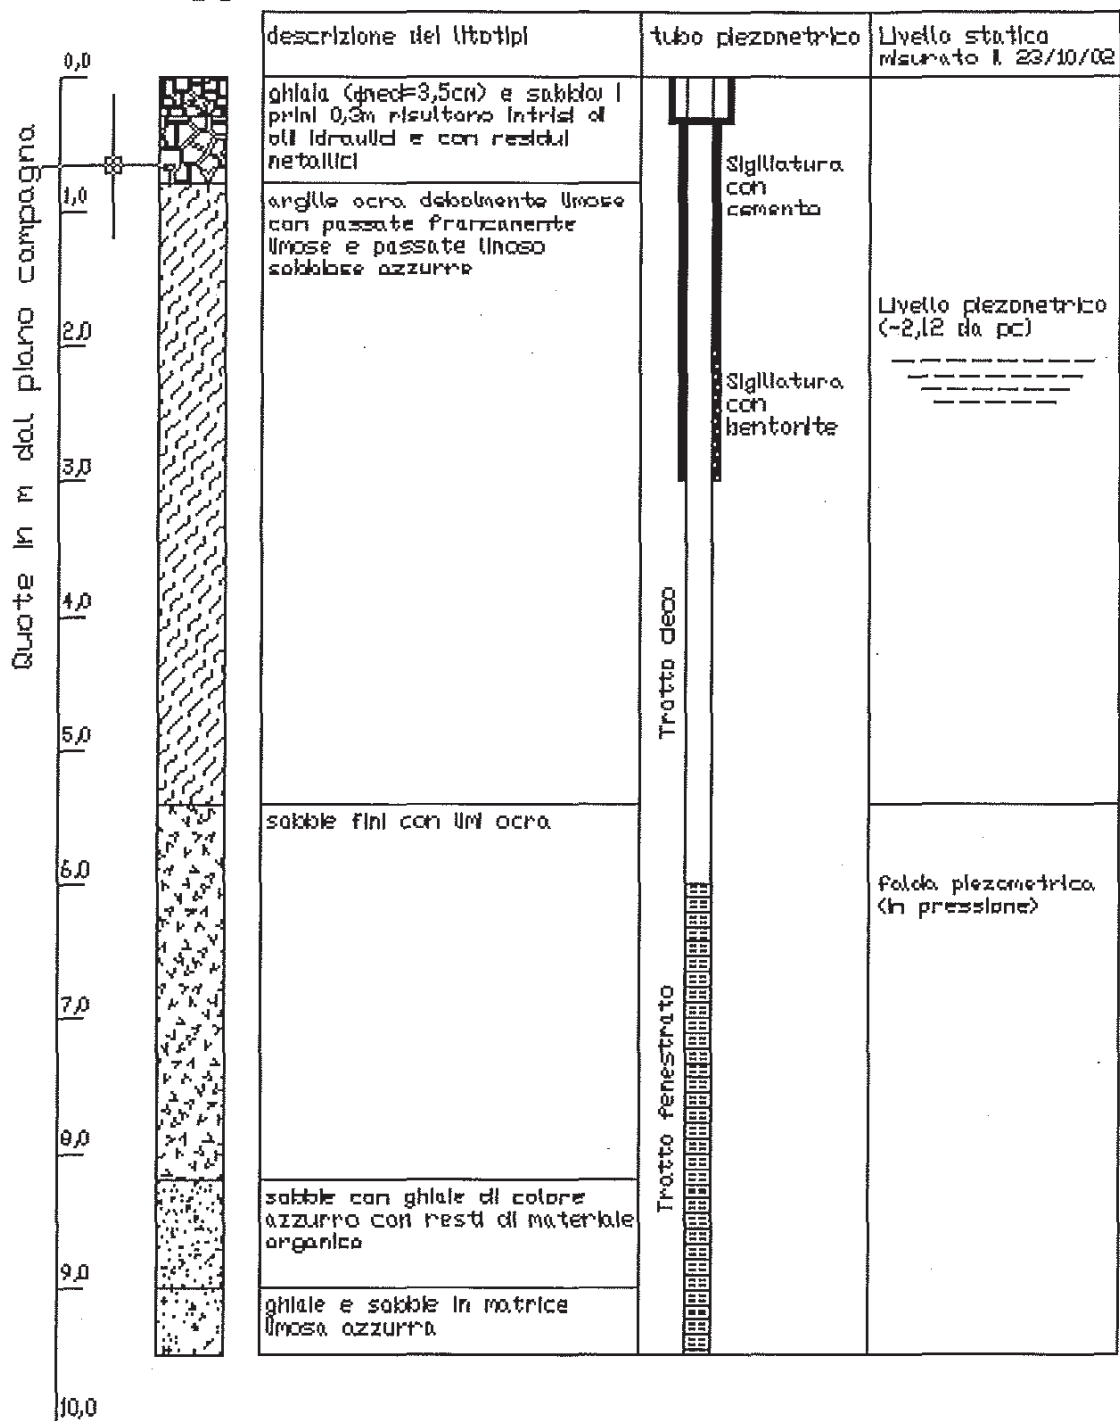 descrizione dei litotipi
tubo piezometrico
Livello statico
misurato il 23/10/02
0,0
ghiaia (φmed=3,5cm) e sabbia; i
primi 0,3m risultano intrisi di
oli idraulici e con residui
metallici
Sigillatura
con
cemento
1,0
argille ocra debolmente limose
con passate francamente
limose e passate limoso
sabbiose azzurre
Livello piezometrico
(-2,12 da pc)
2,0
Sigillatura
con
bentonite
3,0
Quote in m dal piano campagna
4,0
Tratto cieco
5,0
sabbie fini con limi ocra
6,0
falda piezometrica
(in pressione)
7,0
Tratto fenestrato
8,0
sabbie con ghiaie di colore
azzurro con resti di materiale
organico
9,0
ghiaie e sabbie in matrice
limosa azzurra
10,0